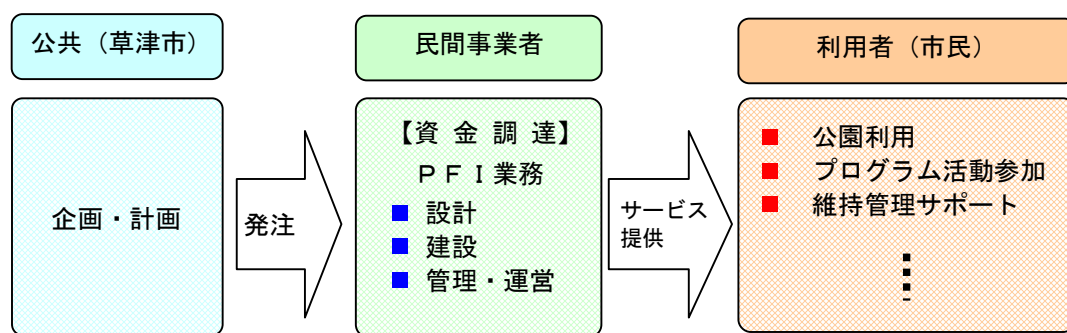 公共（草津市）
民間事業者
利用者（市民）
企画・計画
発注
【資 金 調 達】
ＰＦＩ業務
設計
建設
管理・運営
サービス
提供
公園利用
プログラム活動参加
維持管理サポート